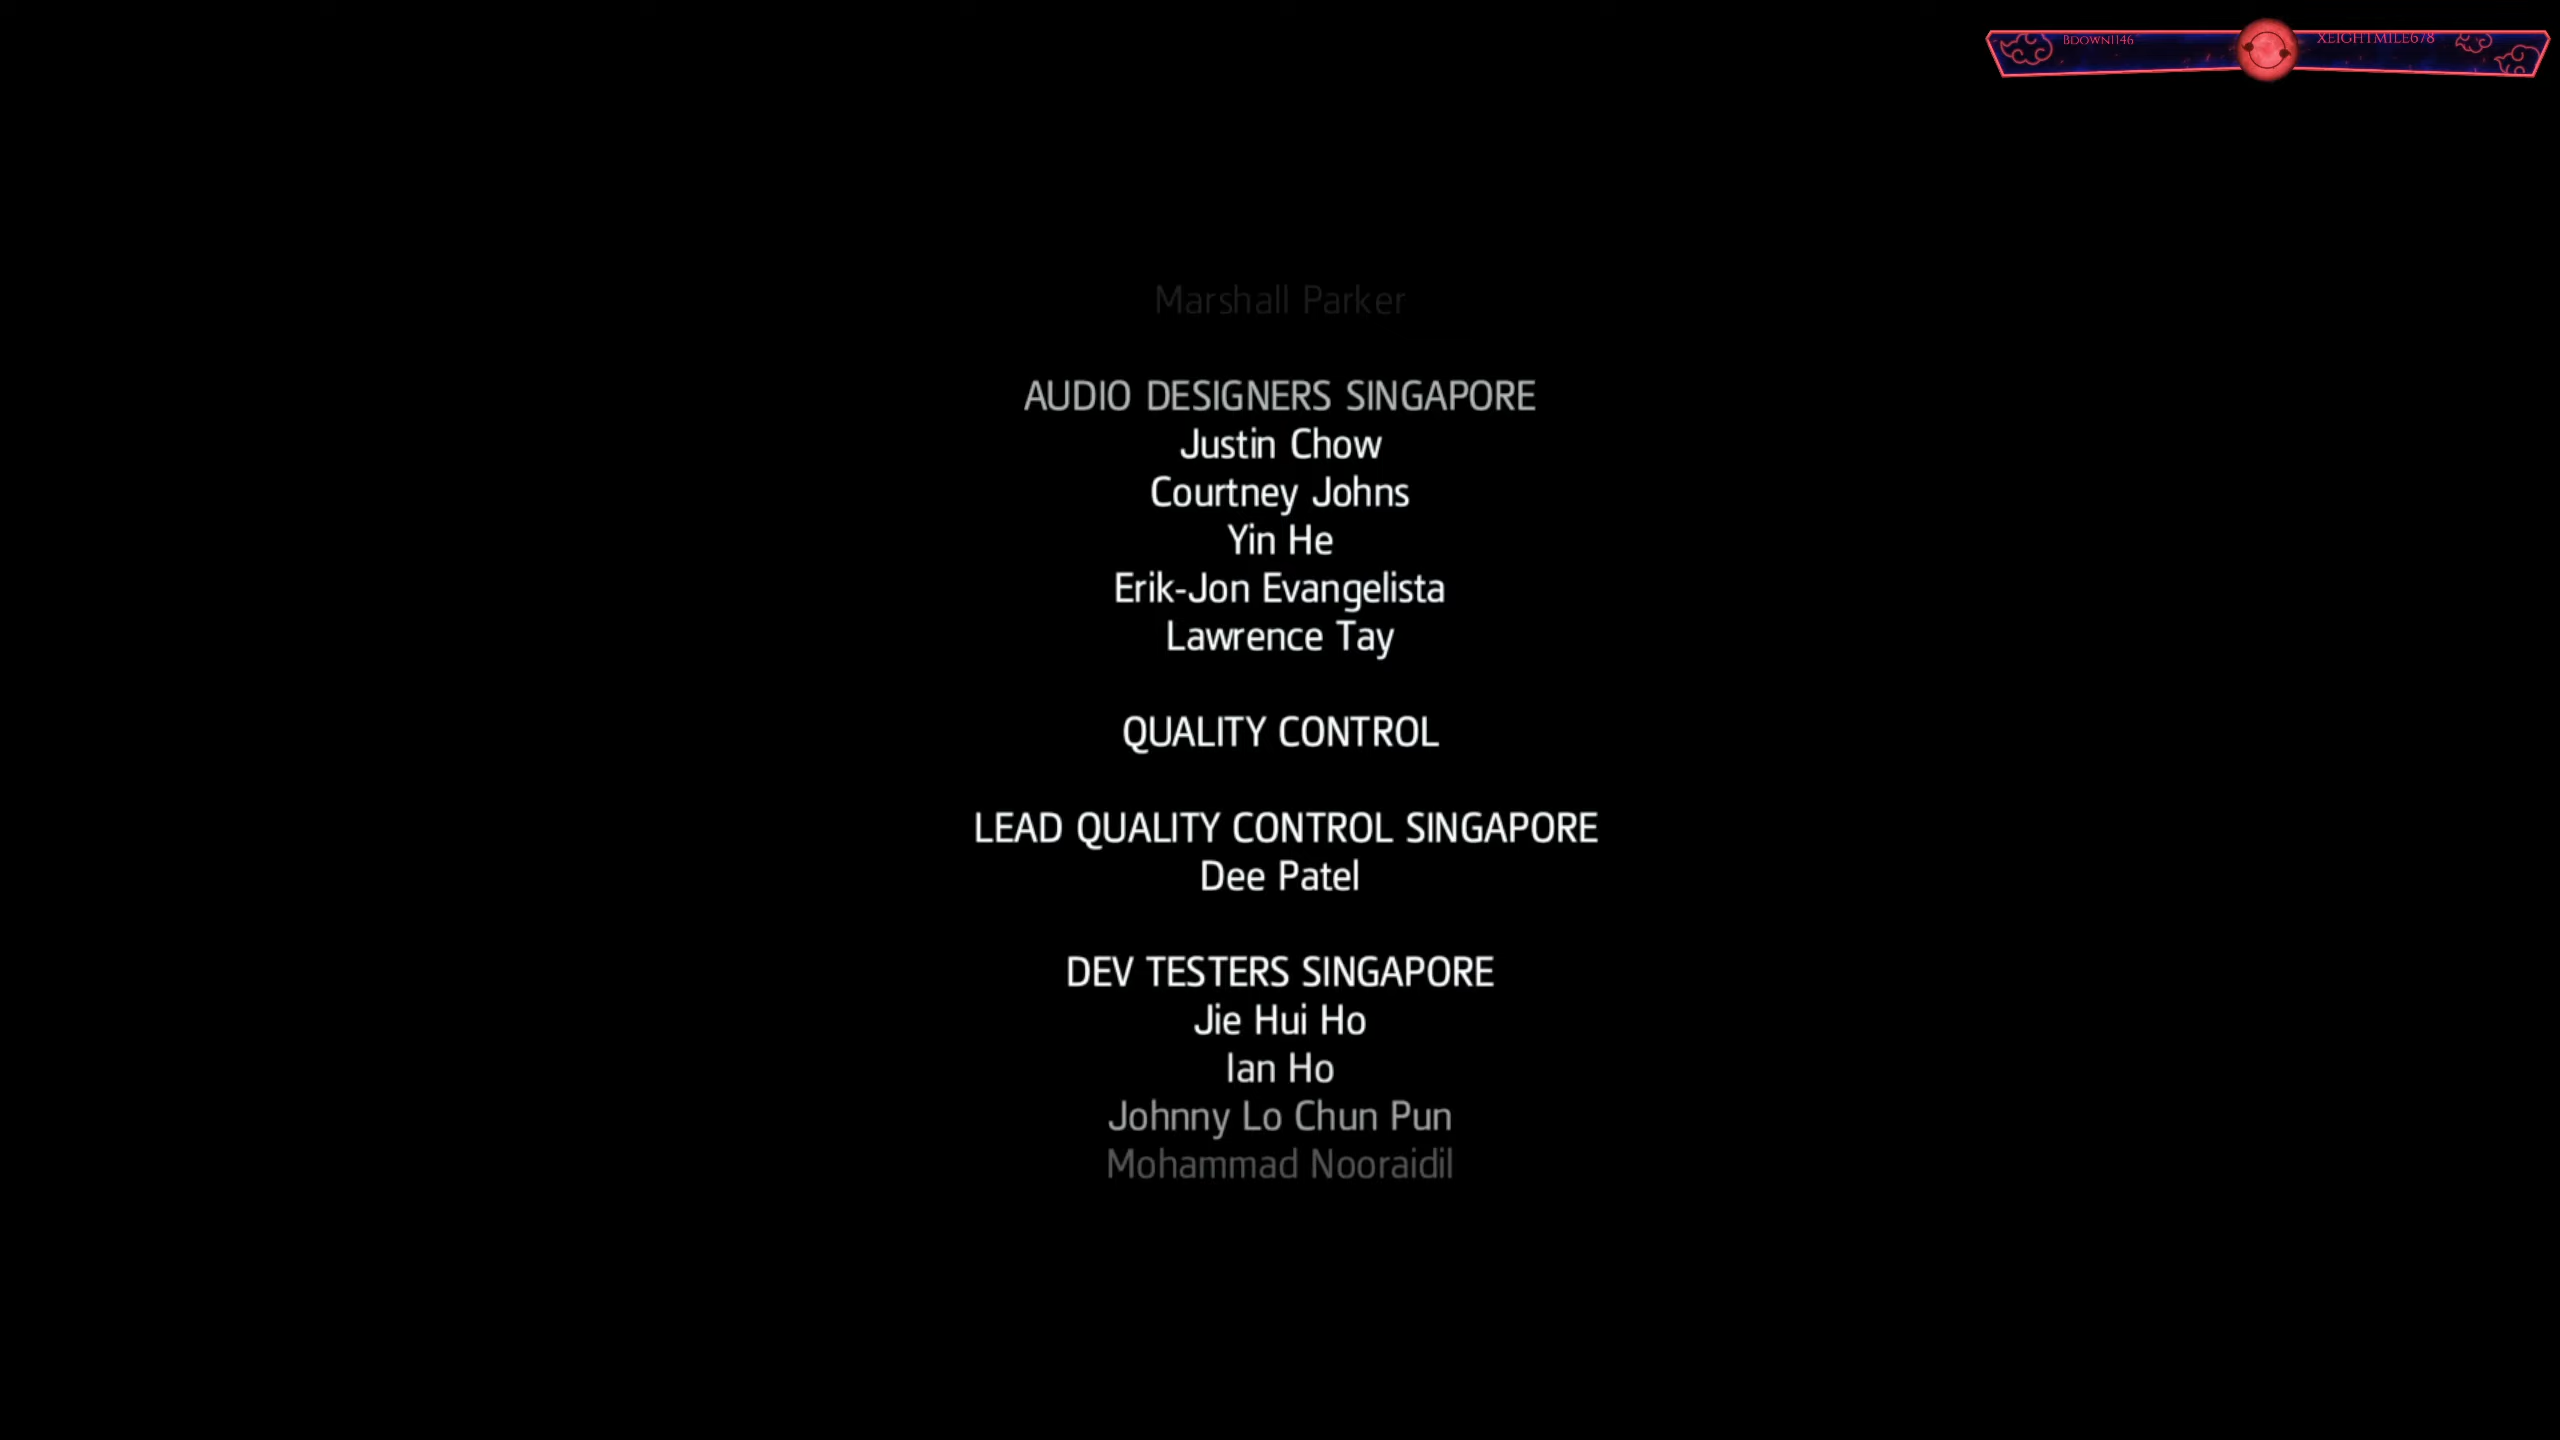 Bdown1146
XEIGHTMILE678
Marshall Parker
AUDIO DESIGNERS SINGAPORE
Justin Chow
Courtney Johns
Yin He
Erik-Jon Evangelista
Lawrence Tay
QUALITY CONTROL
LEAD QUALITY CONTROL SINGAPORE
Dee Patel
DEV TESTERS SINGAPORE
Jie Hui Ho
Ian Ho
Johnny Lo Chun Pun
Mohammad Nooraidil